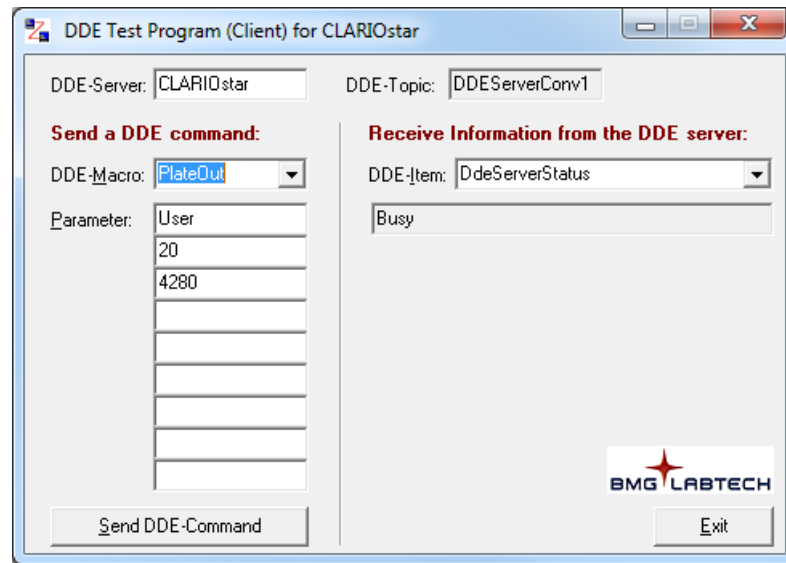 DDE Test Program (Client) for CLARIOstar
DDE-Server: CLARIOstar
DDE-Topic: DDEServerConv1
Send a DDE command:
Receive Information from the DDE server:
DDE-Macro: PlateOut
DDE-Item: DdeServerStatus
Parameter: User
Busy
20
4280
BMG LABTECH
Send DDE-Command
Exit